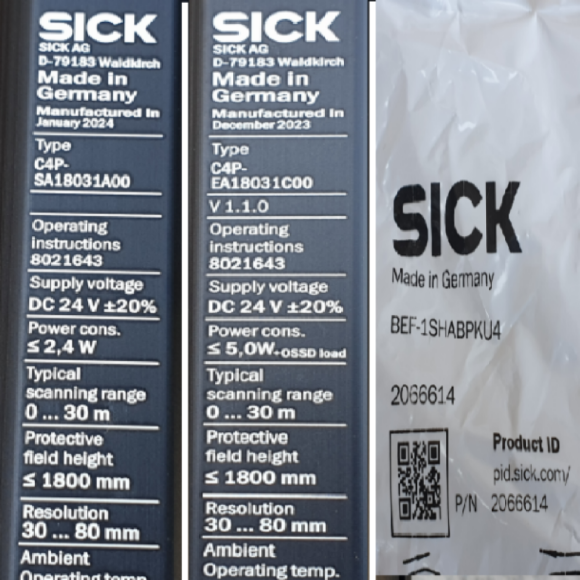 SICK
SICK AG
D-79183 Waldkirch
Made in
Germany
Manufactured in
January 2024
Type
C4P-
SA18031A00
Operating
instructions
8021643
Supply voltage
DC 24 V ±20%
Power cons.
≤ 2,4 W
Typical
scanning range
0 ... 30 m
Protective
field height
≤ 1800 mm
Resolution
30 ... 80 mm
Ambient
Operating temp.
SICK
SICK AG
D-79183 Waldkirch
Made in
Germany
Manufactured in
December 2023
Type
C4P-
EA18031C00
V 1.1.0
Operating
instructions
8021643
Supply voltage
DC 24 V ±20%
Power cons.
≤ 5,0W+OSSD load
Typical
scanning range
0 ... 30 m
Protective
field height
≤ 1800 mm
Resolution
30 ... 80 mm
Ambient
Operating temp.
SICK
Made in Germany
BEF-1SHABPKU4
2066614
Product ID
pid.sick.com/
P/N 2066614